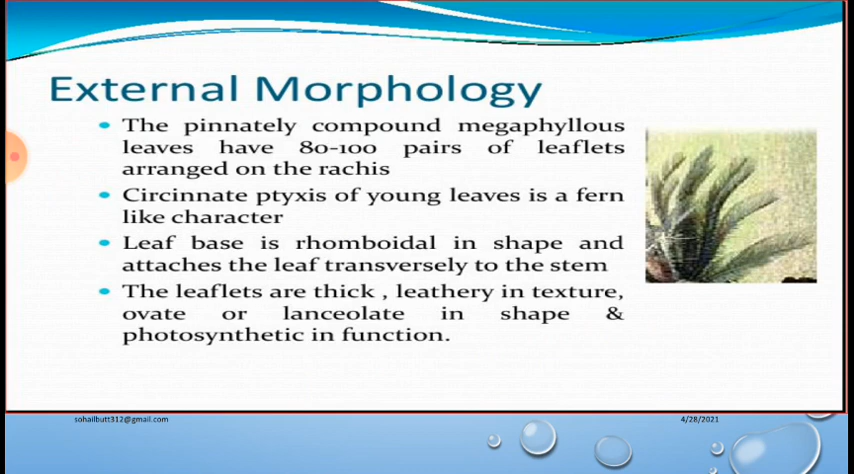 External Morphology
• The pinnately compound megaphyllous
leaves have 80-100 pairs of leaflets
arranged on the rachis
• Circinnate ptyxis of young leaves is a fern
like character
• Leaf base is rhomboidal in shape and
attaches the leaf transversely to the stem
• The leaflets are thick , leathery in texture,
ovate or lanceolate in shape &
photosynthetic in function.
sohailbutt312@gmail.com
4/28/2021